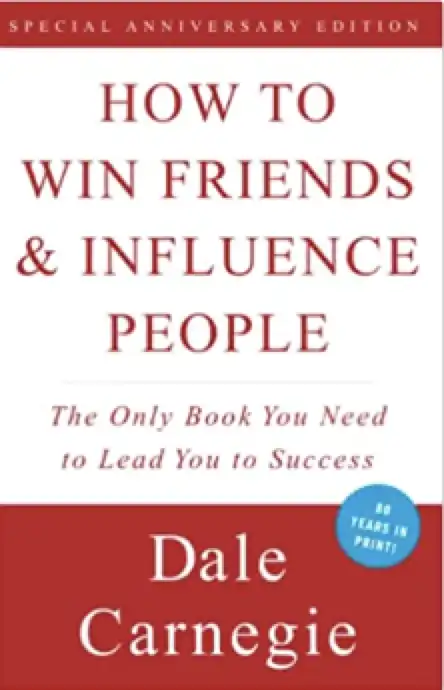 SPECIAL ANNIVERSARY EDITION
HOW TO
WIN FRIENDS
& INFLUENCE
PEOPLE
The Only Book You Need
to Lead You to Success
80
YEARS IN
PRINT!
Dale
Carnegie